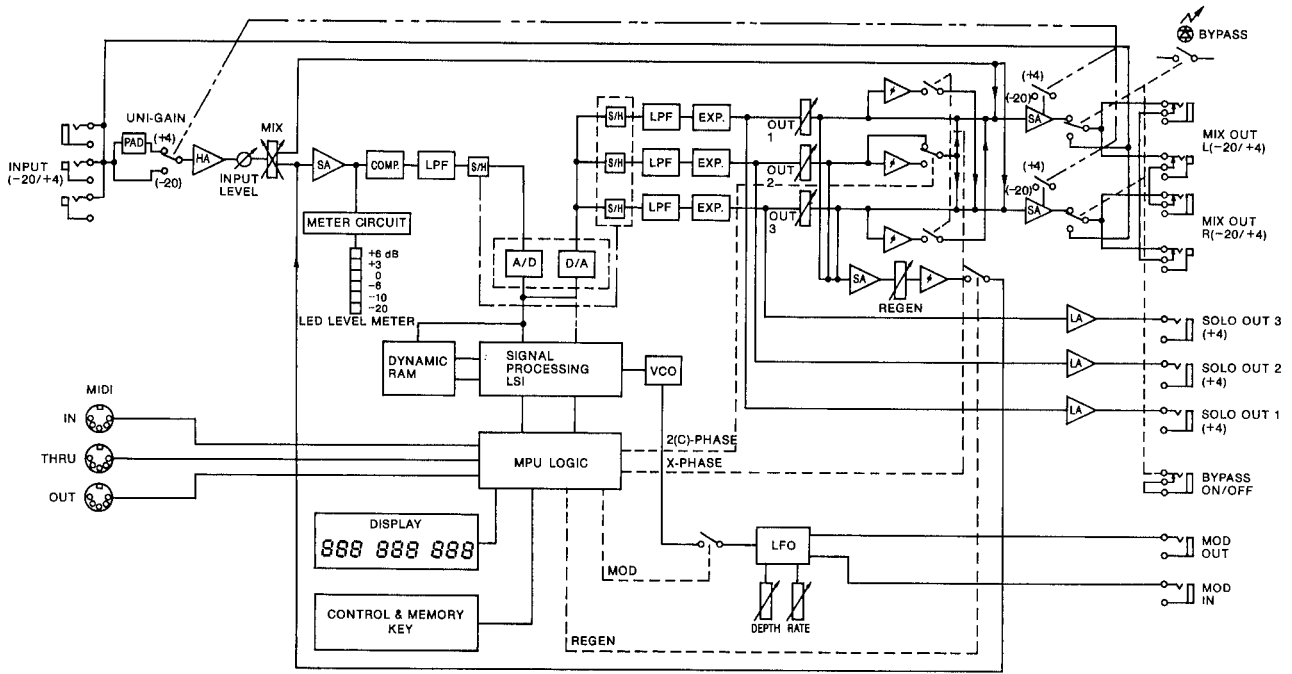 BYPASS
UNI-GAIN
(+4)
PAD
(-20)
INPUT
(-20/+4)
HA
INPUT
LEVEL
MIX
SA
COMP.
LPF
S/H
METER CIRCUIT
+6 dB
+3
0
-6
-10
-20
LED LEVEL METER
A/D
D/A
S/H
LPF
EXP.
OUT
1
S/H
LPF
EXP.
OUT
2
S/H
LPF
EXP.
OUT
3
SA
REGEN
(+4)
(-20)
SA
(+4)
(-20)
SA
MIX OUT
L(-20/+4)
MIX OUT
R(-20/+4)
LA
SOLO OUT 3
(+4)
LA
SOLO OUT 2
(+4)
LA
SOLO OUT 1
(+4)
DYNAMIC
RAM
SIGNAL
PROCESSING
LSI
VCO
MIDI
IN
THRU
OUT
MPU LOGIC
2(C)-PHASE
X-PHASE
BYPASS
ON/OFF
DISPLAY
888 888 888
MOD
LFO
DEPTH
RATE
MOD
OUT
MOD
IN
CONTROL & MEMORY
KEY
REGEN